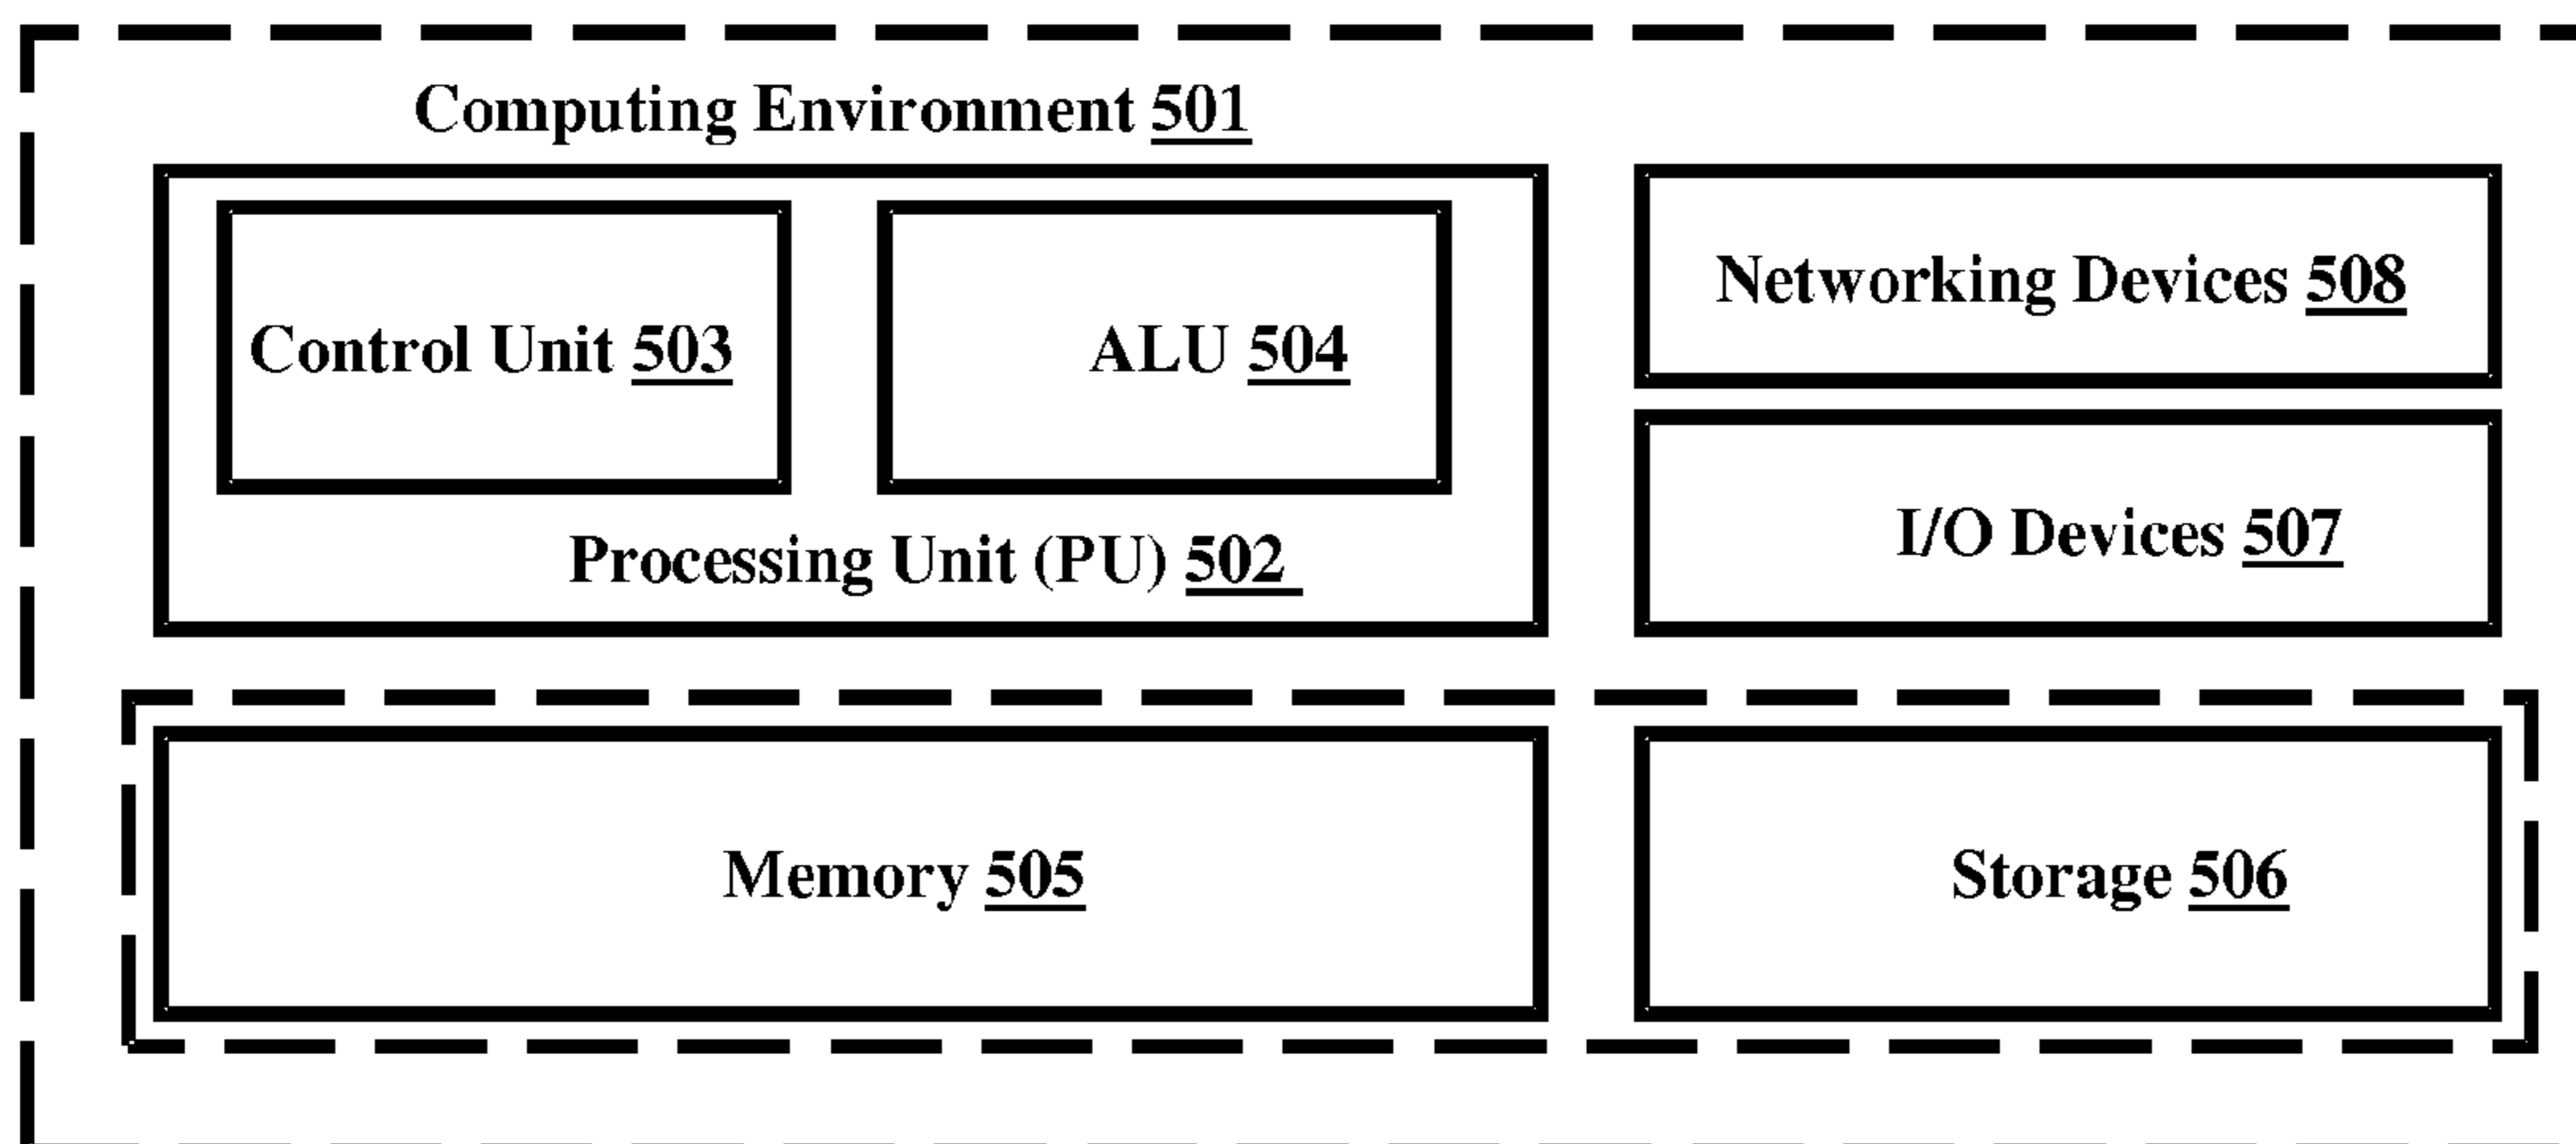 Computing Environment 501
Control Unit 503
ALU 504
Processing Unit (PU) 502
Networking Devices 508
I/O Devices 507
Memory 505
Storage 506